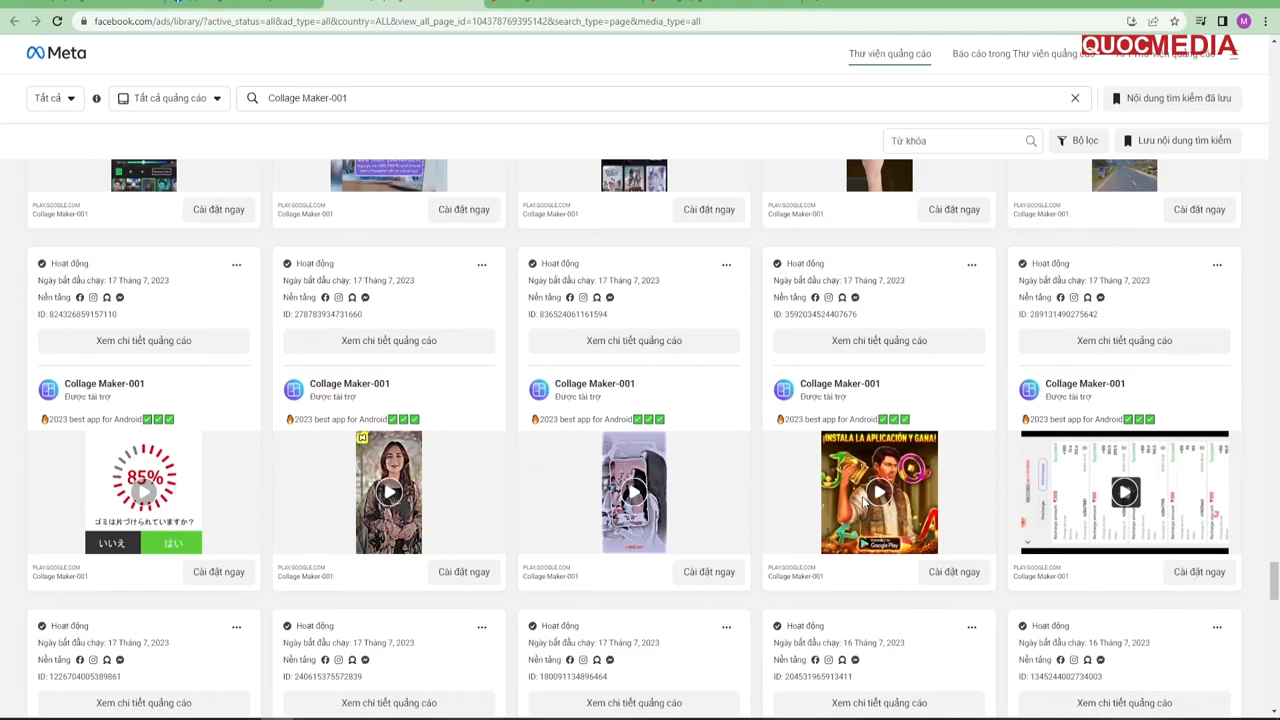 facebook.com/ads/library/?active_status=all&ad_type=all&country=ALL&view_all_page_id=104378769395142&search_type=page&media_type=all
M
Meta
Thư viện quảng cáo
Báo cáo trong Thư viện quảng
QUOCMEDIA
Tất cả
Tất cả quảng cáo
Collage Maker-001
Nội dung tìm kiếm đã lưu
Từ khóa
Bộ lọc
Lưu nội dung tìm kiếm
PLAY.GOOGLE.COM
Collage Maker-001
Cài đặt ngay
PLAY.GOOGLE.COM
Collage Maker-001
Cài đặt ngay
PLAY.GOOGLE.COM
Collage Maker-001
Cài đặt ngay
PLAY.GOOGLE.COM
Collage Maker-001
Cài đặt ngay
PLAY.GOOGLE.COM
Collage Maker-001
Cài đặt ngay
Hoạt động
Ngày bắt đầu chạy: 17 Tháng 7, 2023
Nền tảng
ID: 824326859157110
Xem chi tiết quảng cáo
Collage Maker-001
Được tài trợ
🔥2023 best app for Android✅✅✅
85%
ゴミは片づけられていますか？
いいえ はい
PLAY.GOOGLE.COM
Collage Maker-001
Cài đặt ngay
Hoạt động
Ngày bắt đầu chạy: 17 Tháng 7, 2023
Nền tảng
ID: 278783934731660
Xem chi tiết quảng cáo
Collage Maker-001
Được tài trợ
🔥2023 best app for Android✅✅✅
PLAY.GOOGLE.COM
Collage Maker-001
Cài đặt ngay
Hoạt động
Ngày bắt đầu chạy: 17 Tháng 7, 2023
Nền tảng
ID: 836524061161594
Xem chi tiết quảng cáo
Collage Maker-001
Được tài trợ
🔥2023 best app for Android✅✅✅
PLAY.GOOGLE.COM
Collage Maker-001
Cài đặt ngay
Hoạt động
Ngày bắt đầu chạy: 17 Tháng 7, 2023
Nền tảng
ID: 3592034524407676
Xem chi tiết quảng cáo
Collage Maker-001
Được tài trợ
🔥2023 best app for Android✅✅✅
¡INSTALA LA APLICACIÓN Y GANA!
Google Play
PLAY.GOOGLE.COM
Collage Maker-001
Cài đặt ngay
Hoạt động
Ngày bắt đầu chạy: 17 Tháng 7, 2023
Nền tảng
ID: 289131490275642
Xem chi tiết quảng cáo
Collage Maker-001
Được tài trợ
🔥2023 best app for Android✅✅✅
PLAY.GOOGLE.COM
Collage Maker-001
Cài đặt ngay
Hoạt động
Ngày bắt đầu chạy: 17 Tháng 7, 2023
Nền tảng
ID: 1226704005389861
Xem chi tiết quảng cáo
Hoạt động
Ngày bắt đầu chạy: 17 Tháng 7, 2023
Nền tảng
ID: 240615375572839
Xem chi tiết quảng cáo
Hoạt động
Ngày bắt đầu chạy: 17 Tháng 7, 2023
Nền tảng
ID: 180091134896464
Xem chi tiết quảng cáo
Hoạt động
Ngày bắt đầu chạy: 16 Tháng 7, 2023
Nền tảng
ID: 204531965913411
Xem chi tiết quảng cáo
Hoạt động
Ngày bắt đầu chạy: 16 Tháng 7, 2023
Nền tảng
ID: 1345244002734003
Xem chi tiết quảng cáo